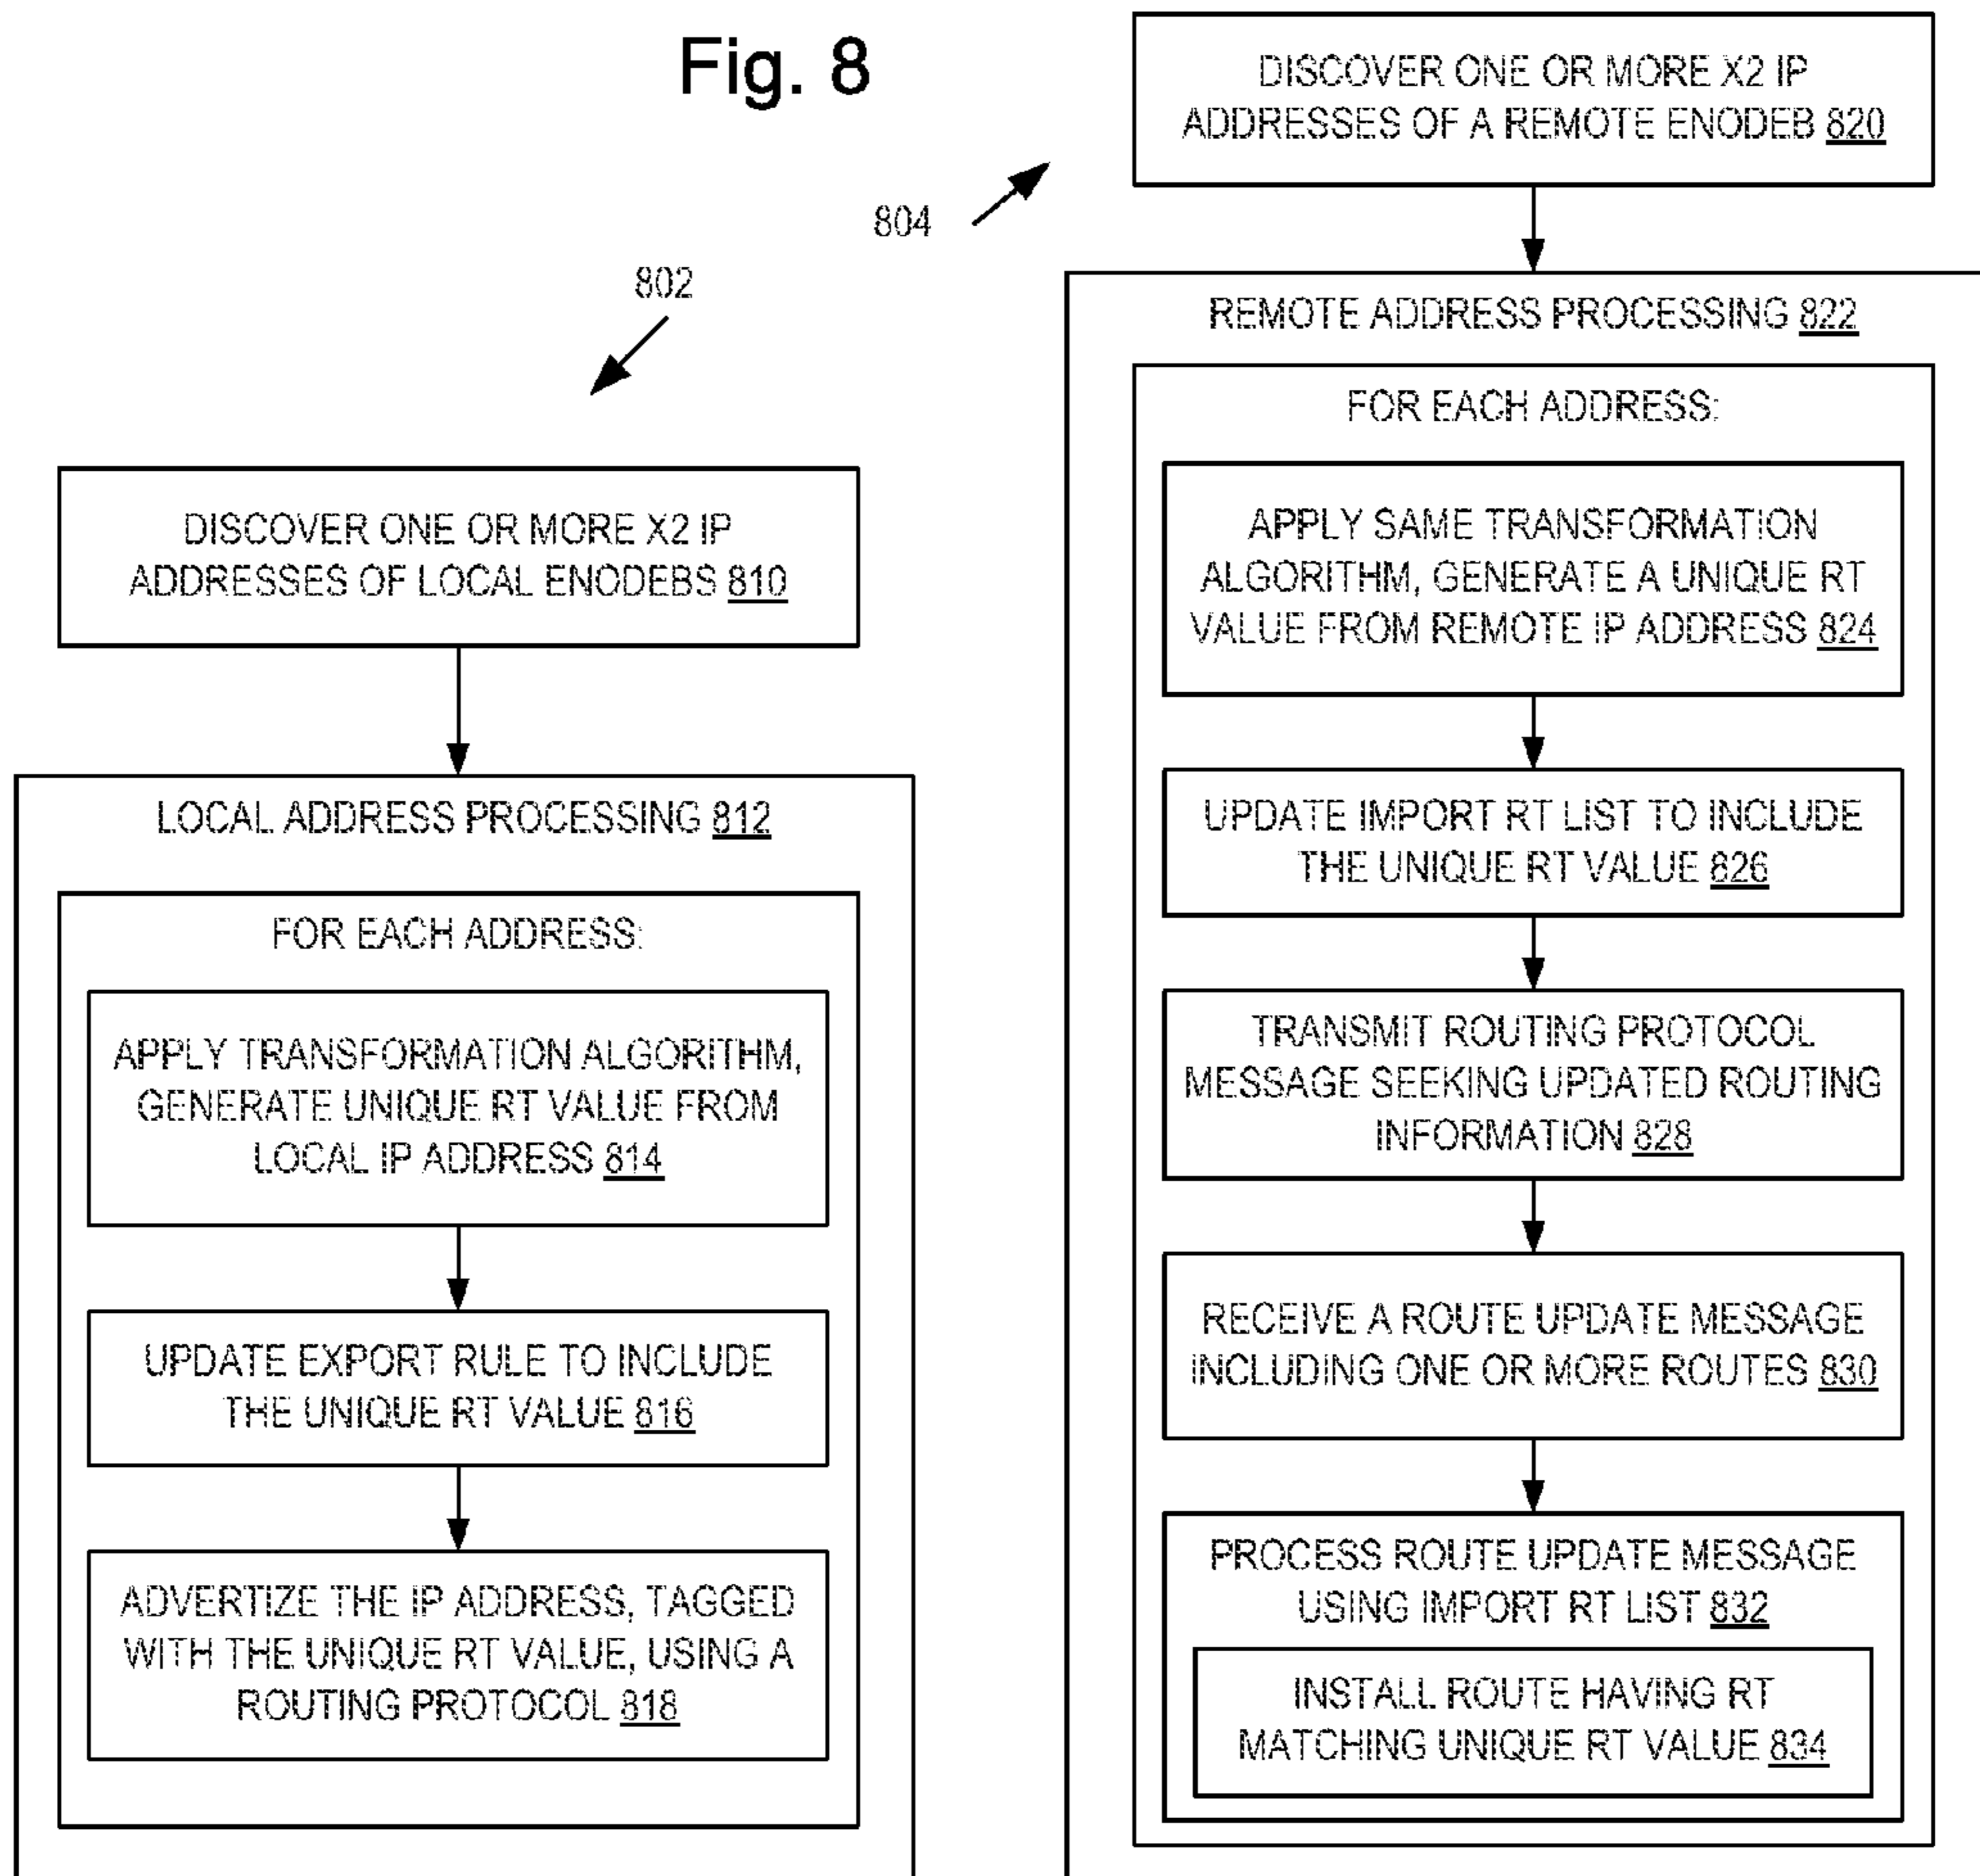 Fig. 8
802
DISCOVER ONE OR MORE X2 IP
ADDRESSES OF LOCAL ENODEBS 810
LOCAL ADDRESS PROCESSING 812
FOR EACH ADDRESS:
APPLY TRANSFORMATION ALGORITHM,
GENERATE UNIQUE RT VALUE FROM
LOCAL IP ADDRESS 814
UPDATE EXPORT RULE TO INCLUDE
THE UNIQUE RT VALUE 816
ADVERTIZE THE IP ADDRESS, TAGGED
WITH THE UNIQUE RT VALUE, USING A
ROUTING PROTOCOL 818
804
DISCOVER ONE OR MORE X2 IP
ADDRESSES OF A REMOTE ENODEB 820
REMOTE ADDRESS PROCESSING 822
FOR EACH ADDRESS:
APPLY SAME TRANSFORMATION
ALGORITHM, GENERATE A UNIQUE RT
VALUE FROM REMOTE IP ADDRESS 824
UPDATE IMPORT RT LIST TO INCLUDE
THE UNIQUE RT VALUE 826
TRANSMIT ROUTING PROTOCOL
MESSAGE SEEKING UPDATED ROUTING
INFORMATION 828
RECEIVE A ROUTE UPDATE MESSAGE
INCLUDING ONE OR MORE ROUTES 830
PROCESS ROUTE UPDATE MESSAGE
USING IMPORT RT LIST 832
INSTALL ROUTE HAVING RT
MATCHING UNIQUE RT VALUE 834